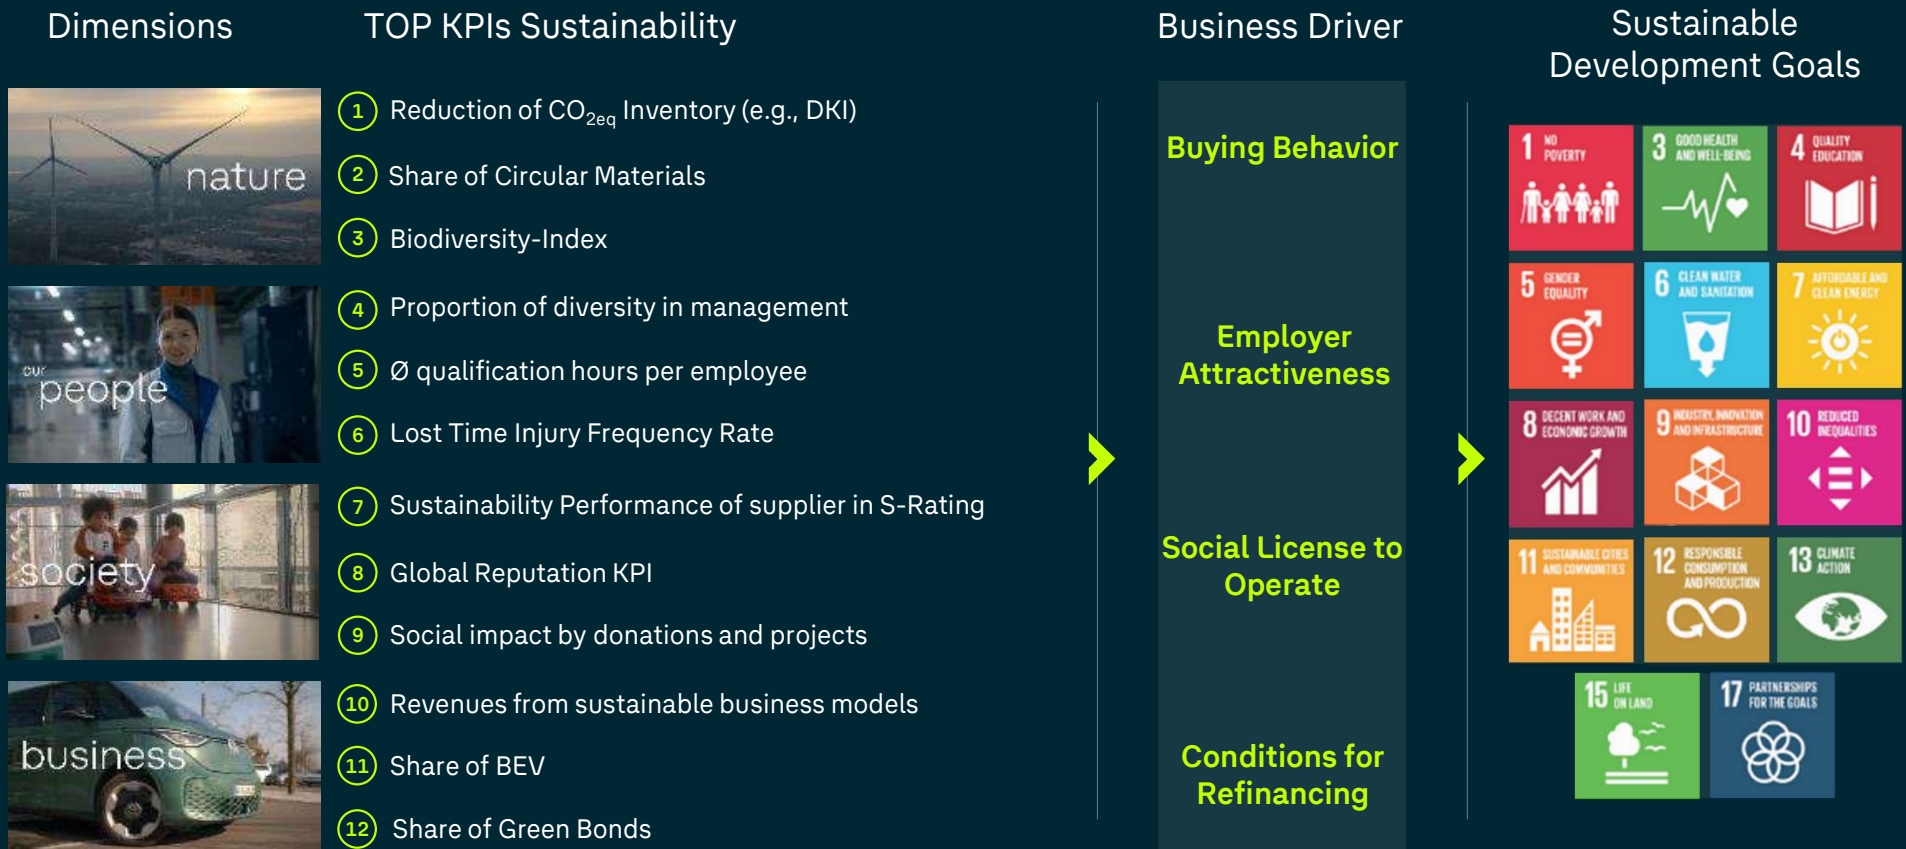 Dimensions
TOP KPIs Sustainability
Business Driver
Sustainable
Development Goals
nature
1 Reduction of CO2eq Inventory (e.g., DKI)
2 Share of Circular Materials
3 Biodiversity-Index
our
people
4 Proportion of diversity in management
5 Ø qualification hours per employee
6 Lost Time Injury Frequency Rate
society
7 Sustainability Performance of supplier in S-Rating
8 Global Reputation KPI
9 Social impact by donations and projects
business
10 Revenues from sustainable business models
11 Share of BEV
12 Share of Green Bonds
Buying Behavior
Employer
Attractiveness
Social License to
Operate
Conditions for
Refinancing
1 NO
POVERTY
3 GOOD HEALTH
AND WELL-BEING
4 QUALITY
EDUCATION
5 GENDER
EQUALITY
6 CLEAN WATER
AND SANITATION
7 AFFORDABLE AND
CLEAN ENERGY
8 DECENT WORK AND
ECONOMIC GROWTH
9 INDUSTRY, INNOVATION
AND INFRASTRUCTURE
10 REDUCED
INEQUALITIES
11 SUSTAINABLE CITIES
AND COMMUNITIES
12 RESPONSIBLE
CONSUMPTION
AND PRODUCTION
13 CLIMATE
ACTION
15 LIFE
ON LAND
17 PARTNERSHIPS
FOR THE GOALS